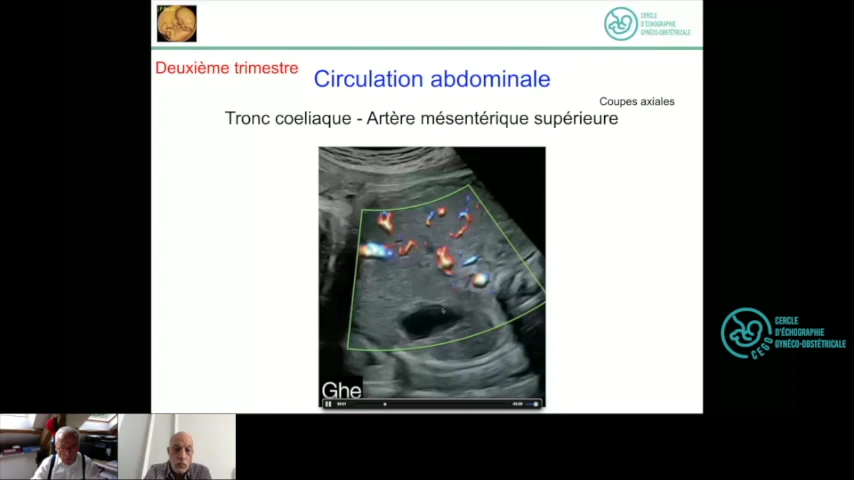 CERCLE
D'ÉCHOGRAPHIE
GYNÉCO-OBSTÉTRICALE
Deuxième trimestre
Circulation abdominale
Coupes axiales
Tronc coeliaque - Artère mésentérique supérieure
Ghe
CEGO
CERCLE
D'ÉCHOGRAPHIE
GYNÉCO-OBSTÉTRICALE